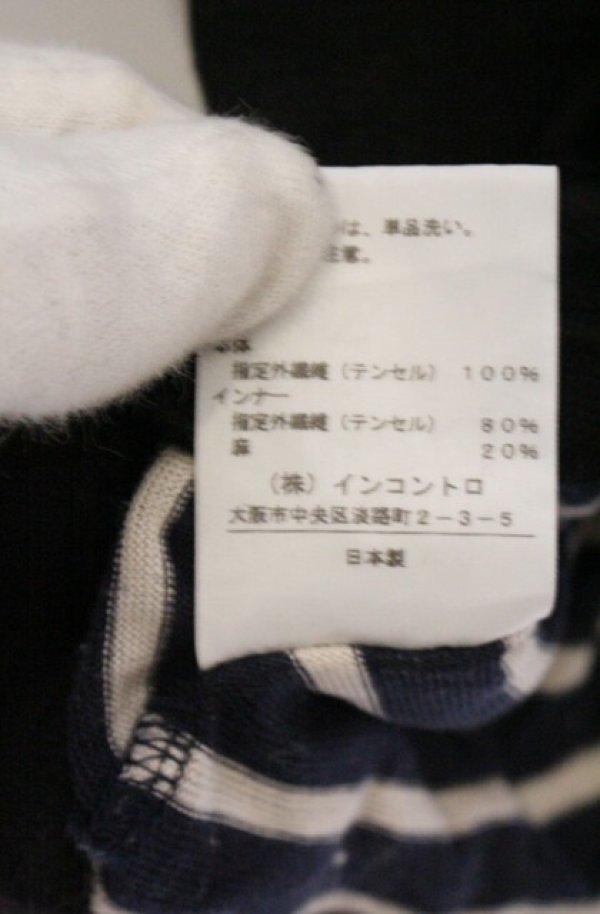 は、単品洗い。
注意。
本体
指定外繊維（テンセル） １００％
インナー
指定外繊維（テンセル） ８０％
麻 ２０％
（株）インコントロ
大阪市中央区淡路町２－３－５
日本製